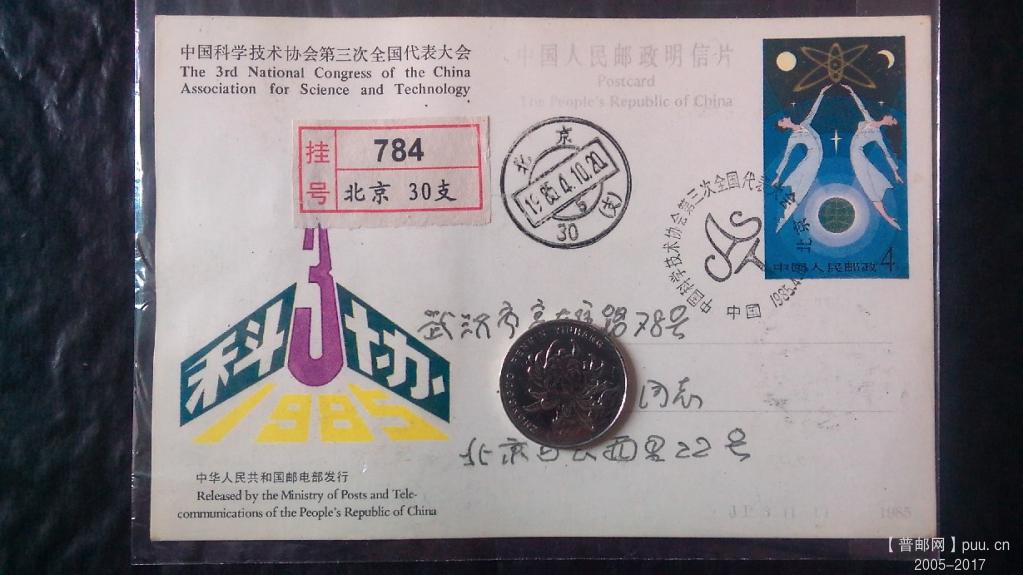 中国科学技术协会第三次全国代表大会
The 3rd National Congress of the China
Association for Science and Technology
中国人民邮政明信片
Postcard
The People's Republic of China
挂号
784
北京 30支
北京
1985.4.10.20
30
(支)
中国科学技术协会第三次全国代表
北京
中国
1985.4
中国人民邮政 4
3
科协
1985
78号
同志
北京
西里22号
中华人民共和国邮电部发行
Released by the Ministry of Posts and Tele-
communications of the People's Republic of China
1985
【普邮网】puu.cn
2005-2017